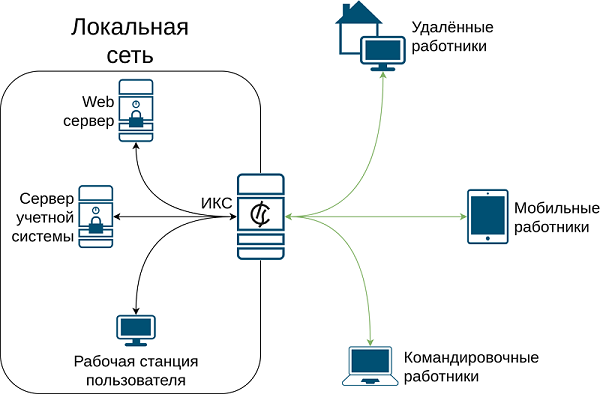 Локальная
сеть
Web
сервер
Сервер
учетной
системы
ИКС
Рабочая станция
пользователя
Удалённые
работники
Мобильные
работники
Командировочные
работники